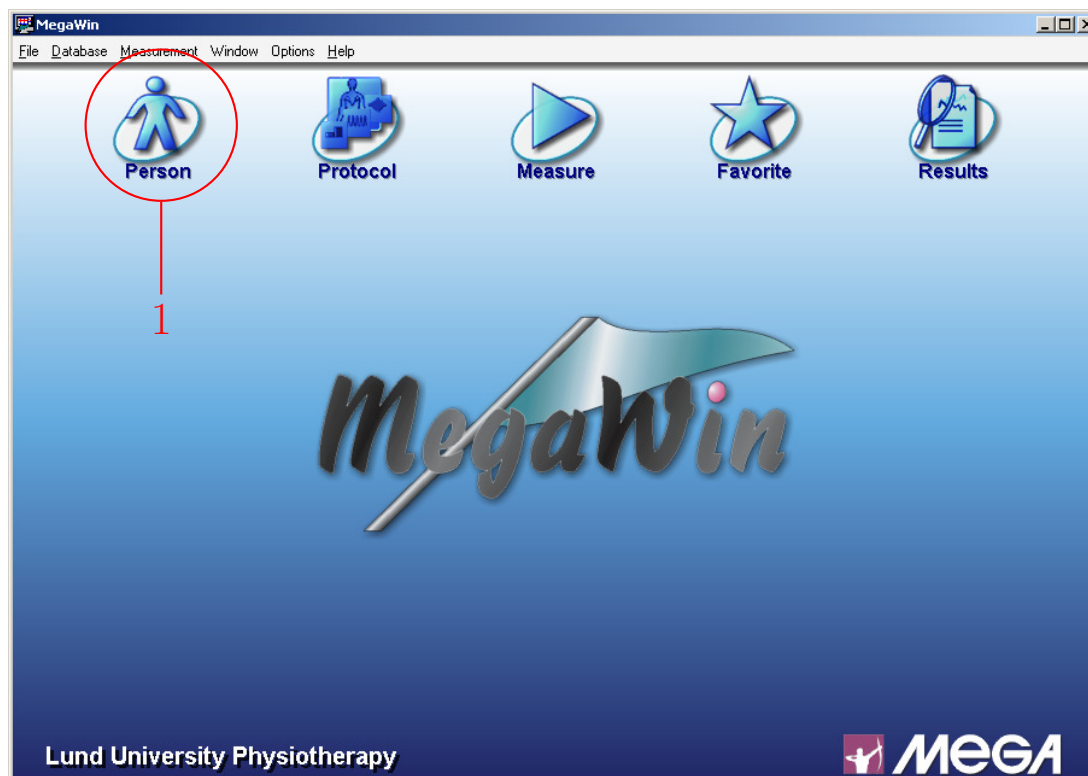 MegaWin
File Database Measurement Window Options Help
Person Protocol Measure Favorite Results
1
MegaWin
Lund University Physiotherapy
MEGA